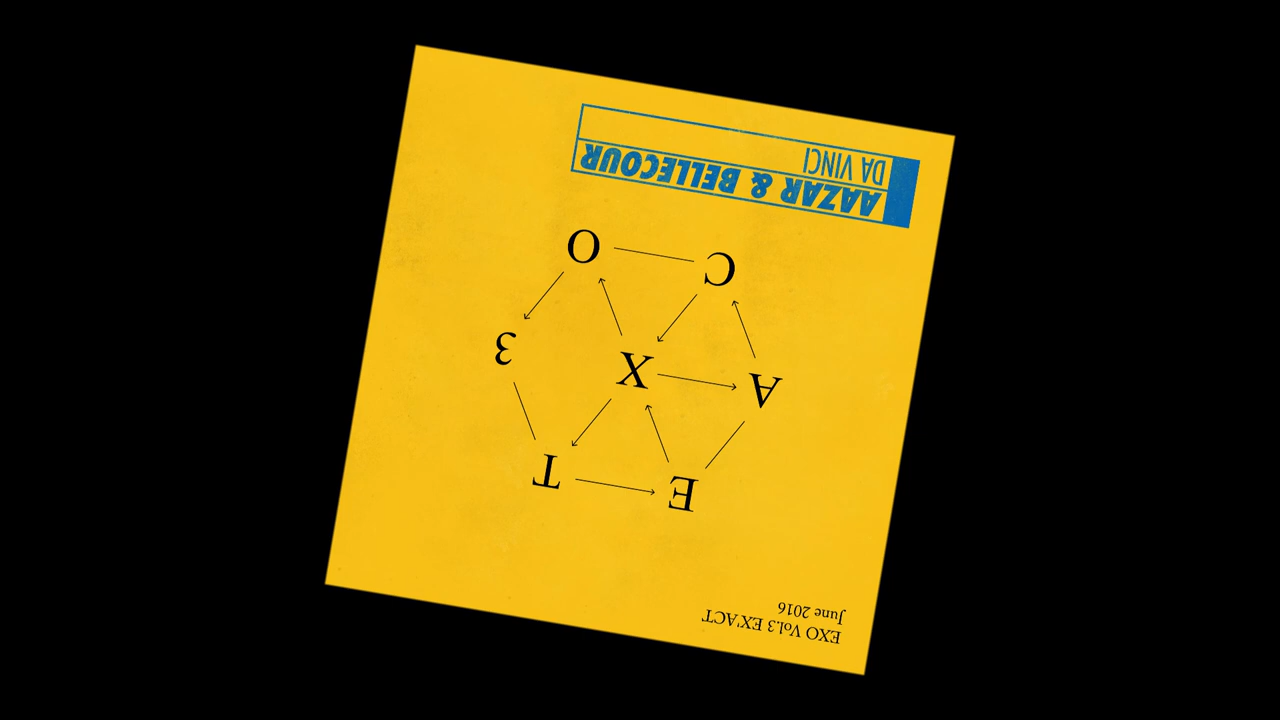 EXO Vol.3 EX'ACT
June 2016
E T
A X 3
C O
AAZAR & BELLECOUR
DA VINCI